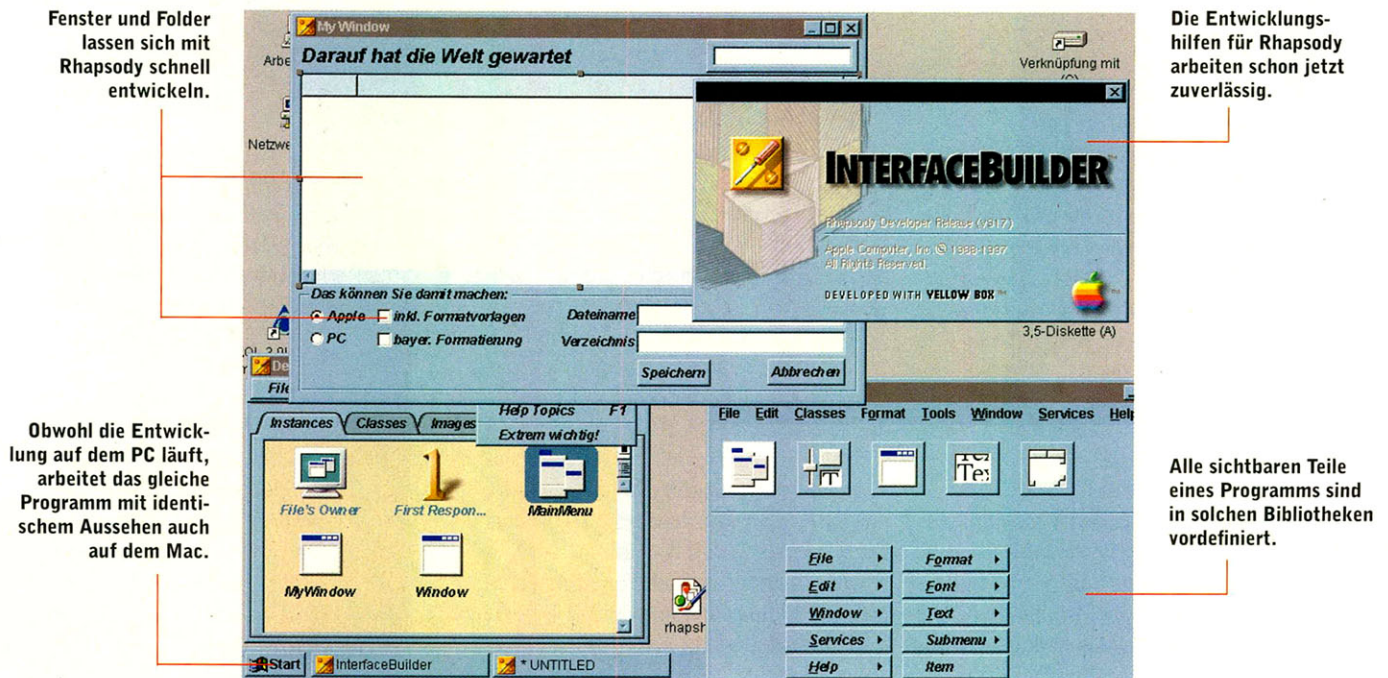 Fenster und Folder
lassen sich mit
Rhapsody schnell
entwickeln.
Die Entwicklungs-
hilfen für Rhapsody
arbeiten schon jetzt
zuverlässig.
Obwohl die Entwick-
lung auf dem PC läuft,
arbeitet das gleiche
Programm mit identi-
schem Aussehen auch
auf dem Mac.
Alle sichtbaren Teile
eines Programms sind
in solchen Bibliotheken
vordefiniert.
My Window
Darauf hat die Welt gewartet
Verknüpfung mit
INTERFACEBUILDER™
Rhapsody Developer Release (v317)
Apple Computer, Inc. © 1988-1997
All Rights Reserved.
DEVELOPED WITH YELLOW BOX™
3,5-Diskette (A)
Das können Sie damit machen:
Apple
inkl. Formatvorlagen
Dateiname
PC
bayer. Formatierung
Verzeichnis
Speichern
Abbrechen
Help Topics F1
Extrem wichtig!
Instances
Classes
Images
File's Owner
First Respon...
MainMenu
MyWindow
Window
File Edit Classes Format Tools Window Services Help
File
Format
Edit
Font
Window
Text
Services
Submenu
Help
Item
Start
InterfaceBuilder
* UNTITLED